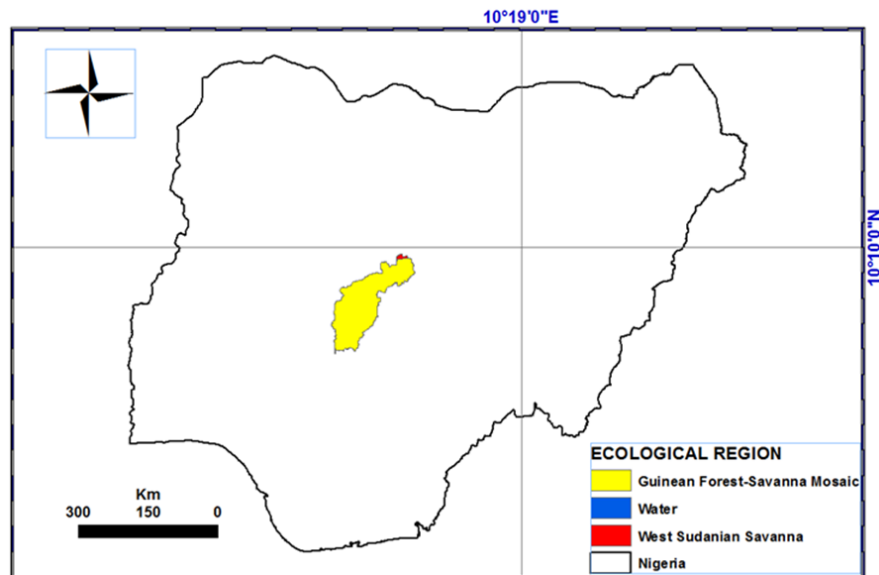 10°19'0"E
10°10'0"N
Km
300 150 0
ECOLOGICAL REGION
Guinean Forest-Savanna Mosaic
Water
West Sudanian Savanna
Nigeria